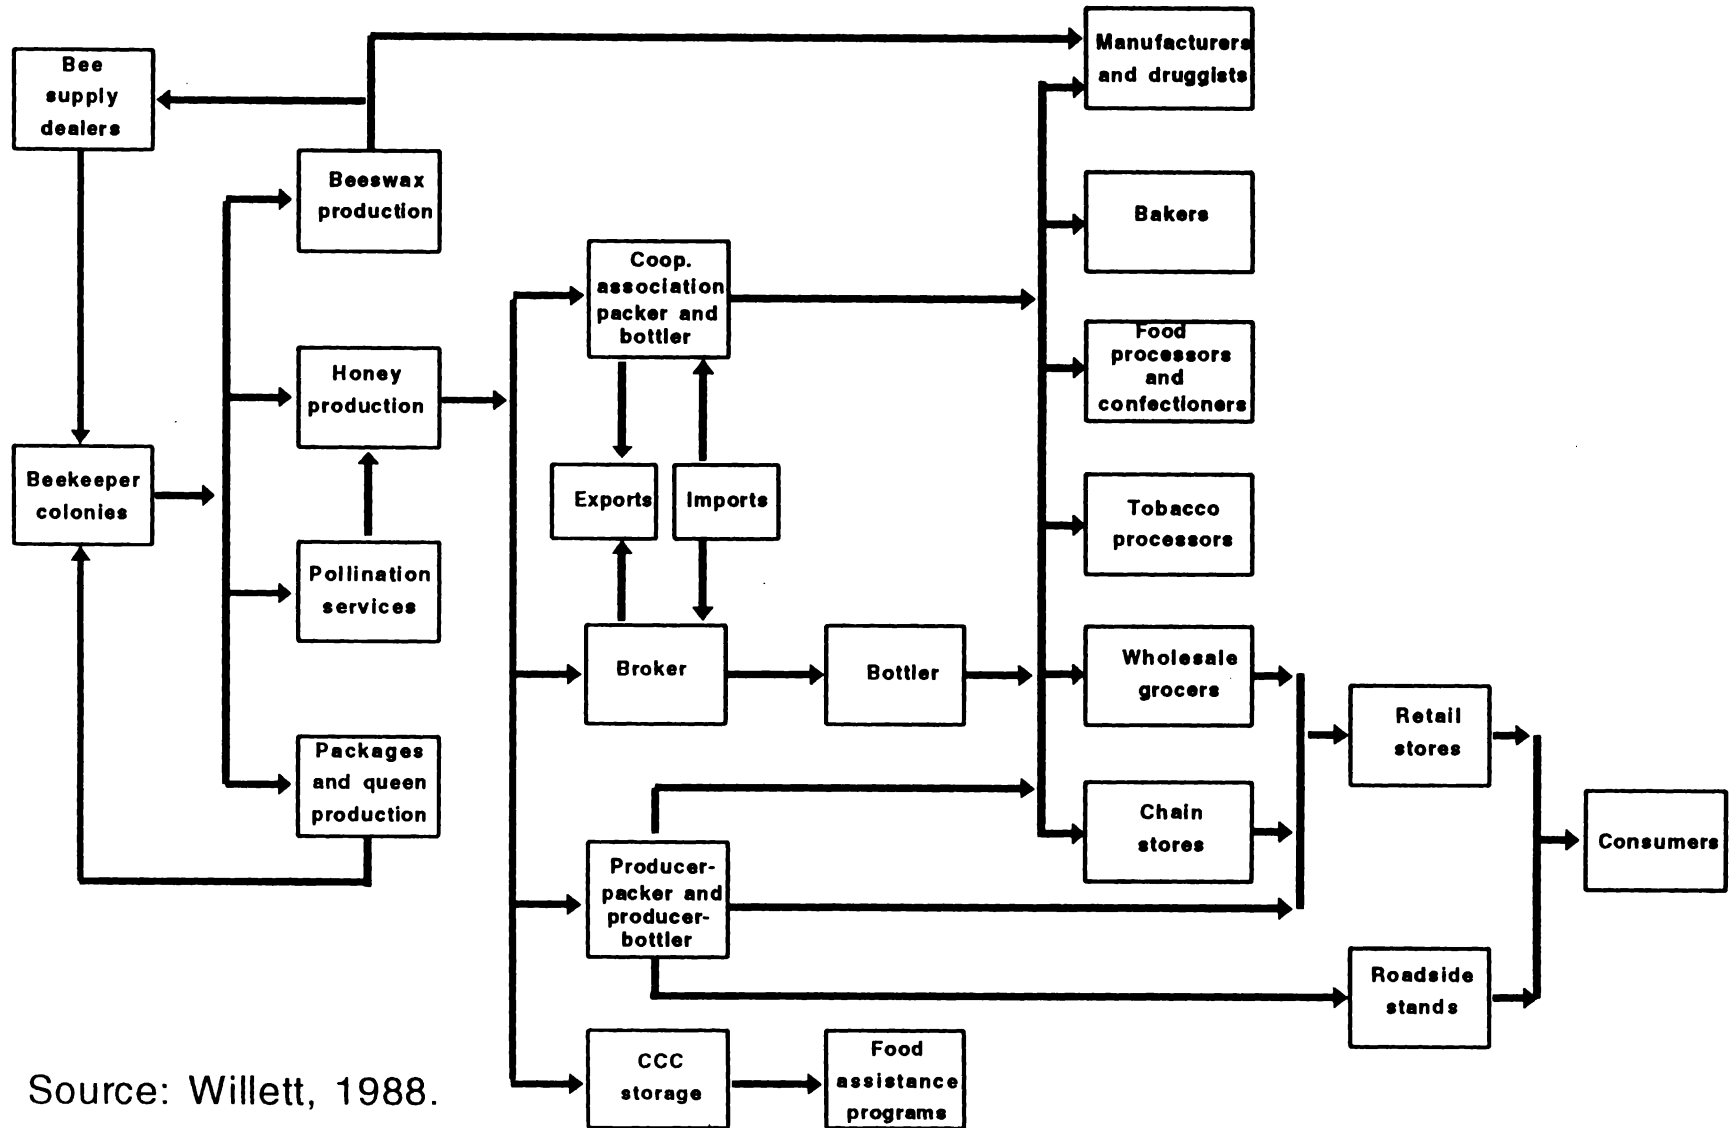 Bee
supply
dealers
Manufacturers
and druggists
Beeswax
production
Bakers
Coop.
association
packer and
bottler
Food
processors
and
confectioners
Honey
production
Beekeeper
colonies
Exports
Imports
Tobacco
processors
Pollination
services
Broker
Bottler
Wholesale
grocers
Retail
stores
Packages
and queen
production
Chain
stores
Consumers
Producer-
packer and
producer-
bottler
Roadside
stands
CCC
storage
Food
assistance
programs
Source: Willett, 1988.